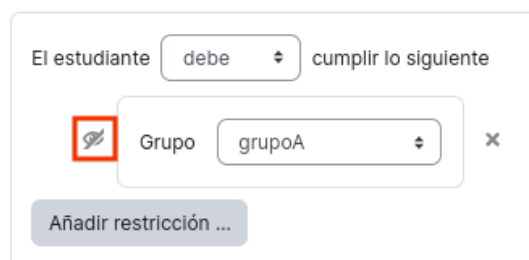 El estudiante debe cumplir lo siguiente
Grupo grupoA
Añadir restricción ...